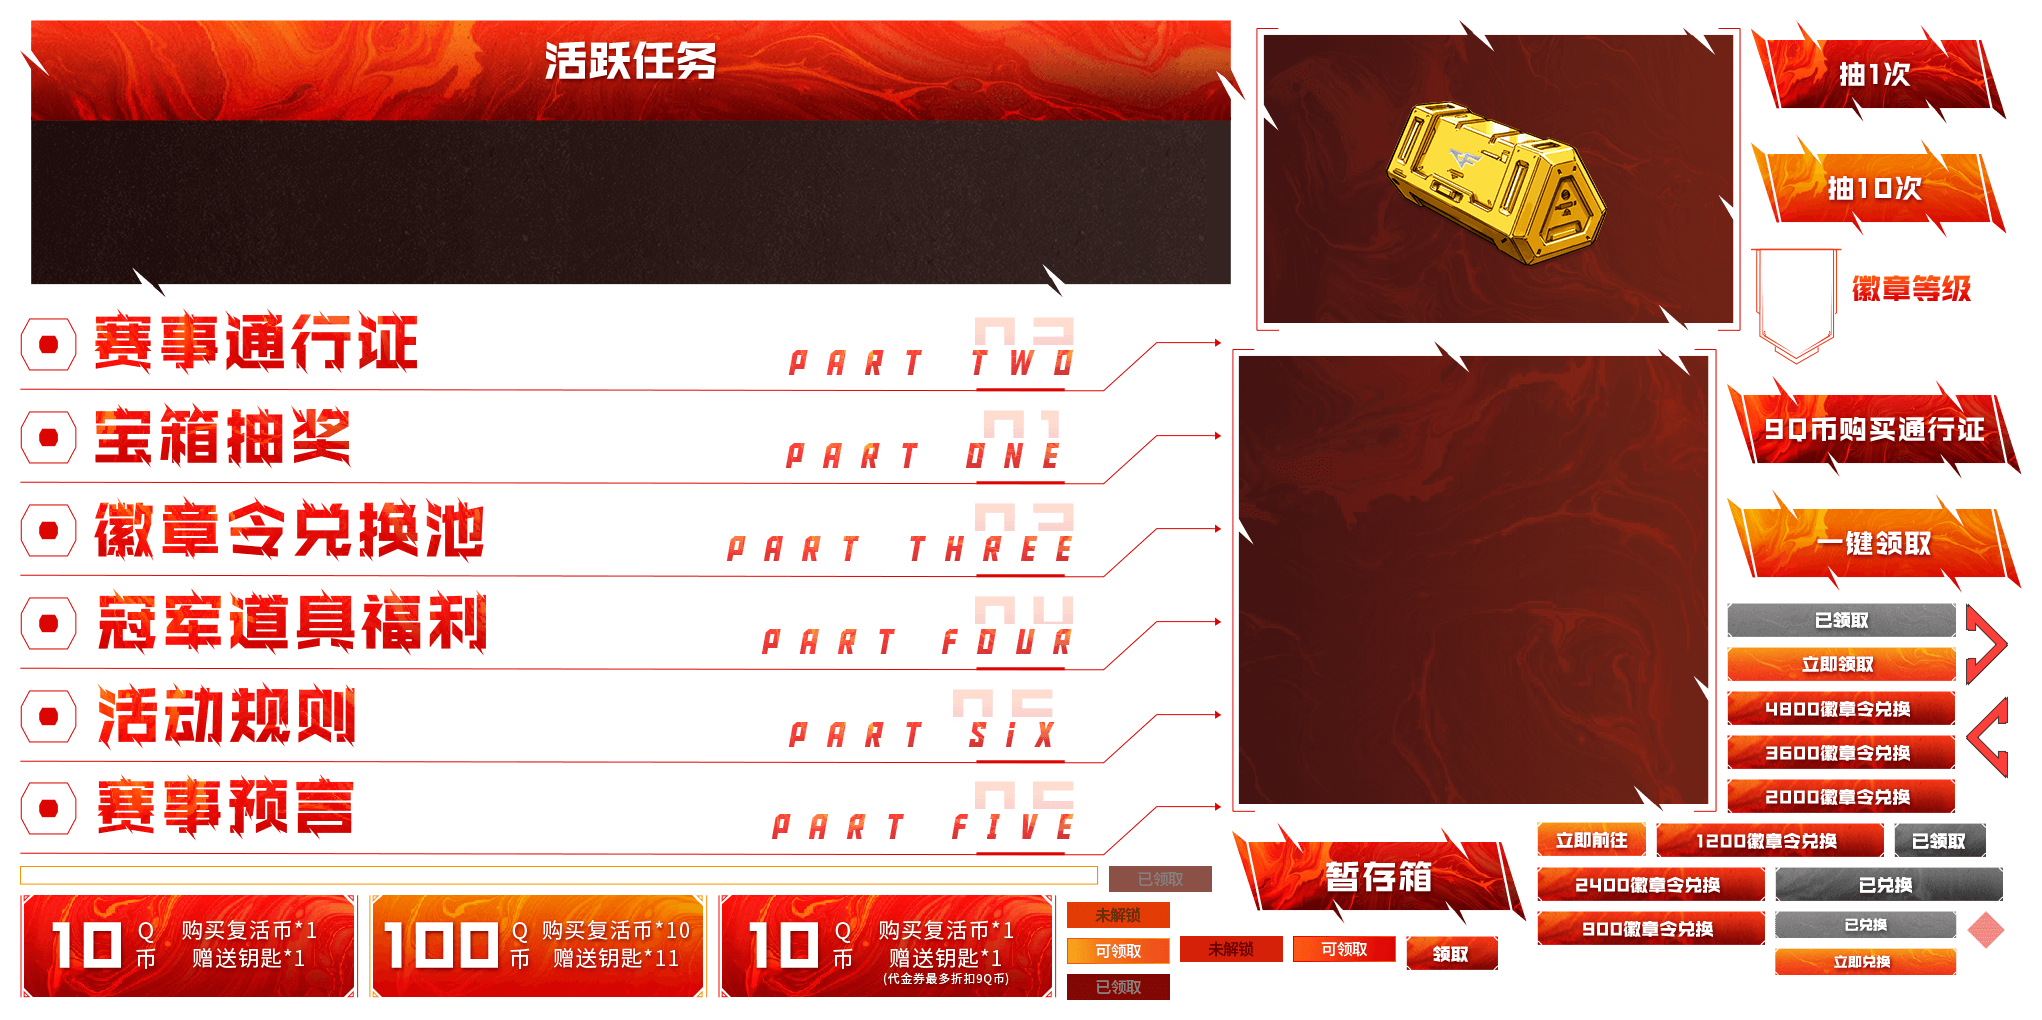 活跃任务
赛事通行证
PART TWO
宝箱抽奖
PART ONE
徽章令兑换池
PART THREE
冠军道具福利
PART FOUR
活动规则
PART SiX
赛事预言
PART FIVE
已领取
10 Q币 购买复活币*1
赠送钥匙*1
100 Q币 购买复活币*10
赠送钥匙*11
10 Q币 购买复活币*1
赠送钥匙*1
(代金券最多折扣9Q币)
未解锁
可领取
已领取
未解锁
可领取
领取
抽1次
抽10次
徽章等级
9Q币购买通行证
一键领取
已领取
立即领取
4800徽章令兑换
3600徽章令兑换
2000徽章令兑换
暂存箱
立即前往
1200徽章令兑换
已领取
2400徽章令兑换
已兑换
900徽章令兑换
已兑换
立即兑换